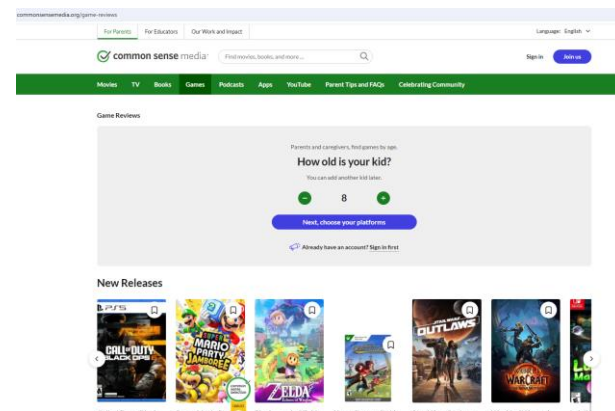 commonsensemedia.org/game-reviews
For Parents For Educators Our Work and Impact Language: English
common sense media Find movies, books, and more ... Sign in Join us
Movies TV Books Games Podcasts Apps YouTube Parent Tips and FAQs Celebrating Community
Game Reviews
Parents and caregivers, find games by age.
How old is your kid?
You can add another kid later.
8
Next, choose your platforms
Already have an account? Sign in first
New Releases
PS5
CALL OF DUTY
BLACK OPS
SUPER
MARIO
PARTY
JAMBOREE
ZELDA
STAR WARS
OUTLAWS
WARCRAFT